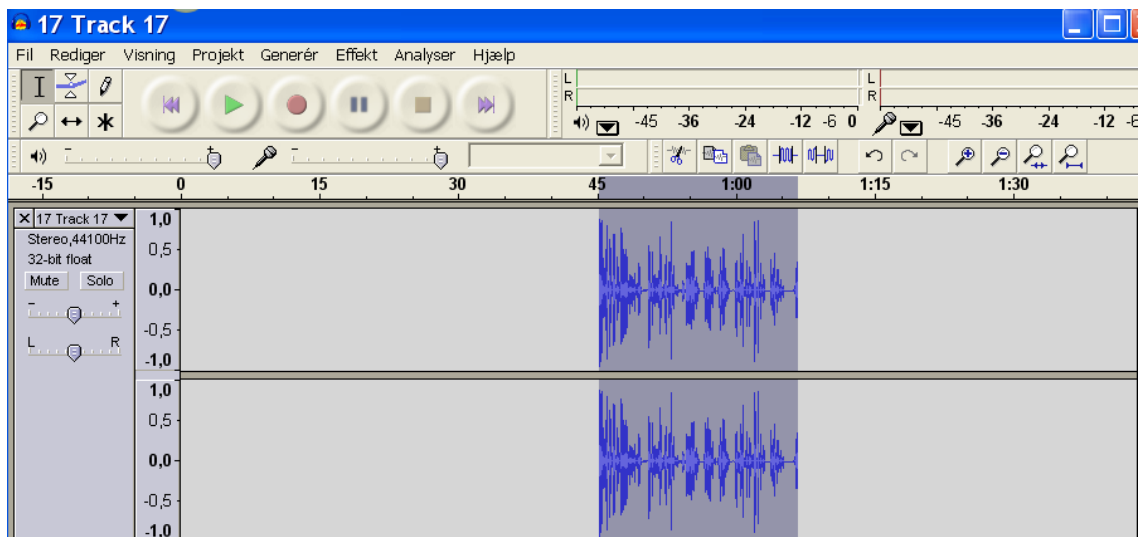 17 Track 17
Fil Rediger Visning Projekt Generér Effekt Analyser Hjælp
L
R
-45 -36 -24 -12 -6 0
L
R
-45 -36 -24 -12
-15 0 15 30 45 1:00 1:15 1:30
17 Track 17
Stereo,44100Hz
32-bit float
Mute Solo
- +
L R
1,0
0,5
0,0
-0,5
-1,0
1,0
0,5
0,0
-0,5
-1,0